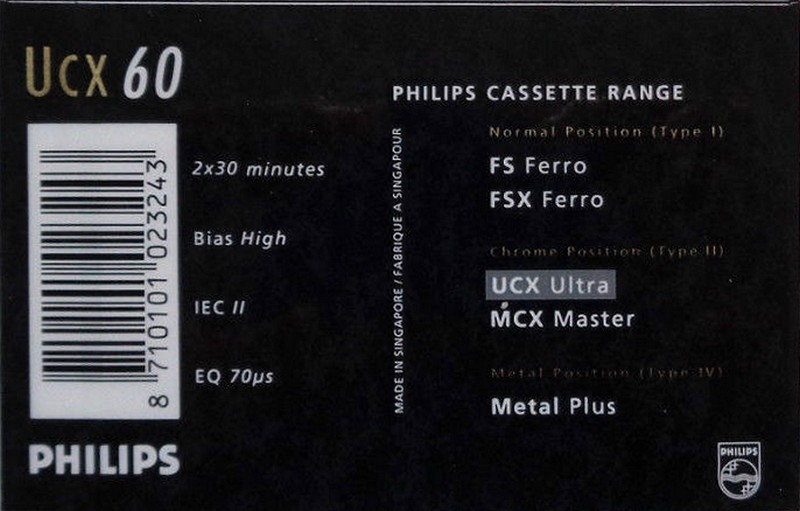 UCX 60
8 710101 023243
2x30 minutes
Bias High
IEC II
EQ 70µs
PHILIPS
MADE IN SINGAPORE / FABRIQUE A SINGAPOUR
PHILIPS CASSETTE RANGE
Normal Position (Type I)
FS Ferro
FSX Ferro
Chrome Position (Type II)
UCX Ultra
MCX Master
Metal Position (Type IV)
Metal Plus
PHILIPS